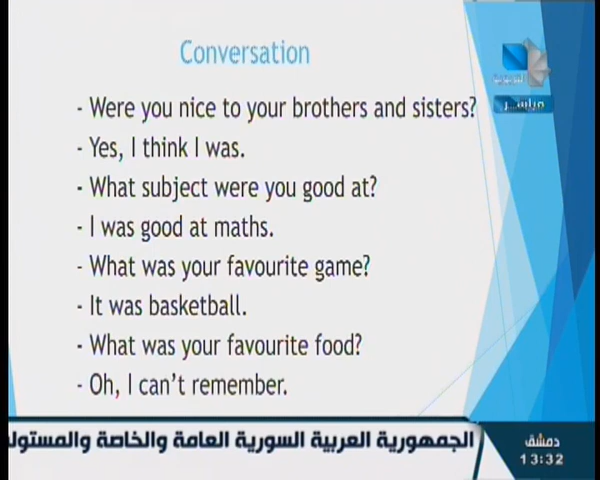 Conversation
السورية
مباشر
- Were you nice to your brothers and sisters?
- Yes, I think I was.
- What subject were you good at?
- I was good at maths.
- What was your favourite game?
- It was basketball.
- What was your favourite food?
- Oh, I can't remember.
الجمهورية العربية السورية العامة والخاصة والمستول
دمشق
13:32